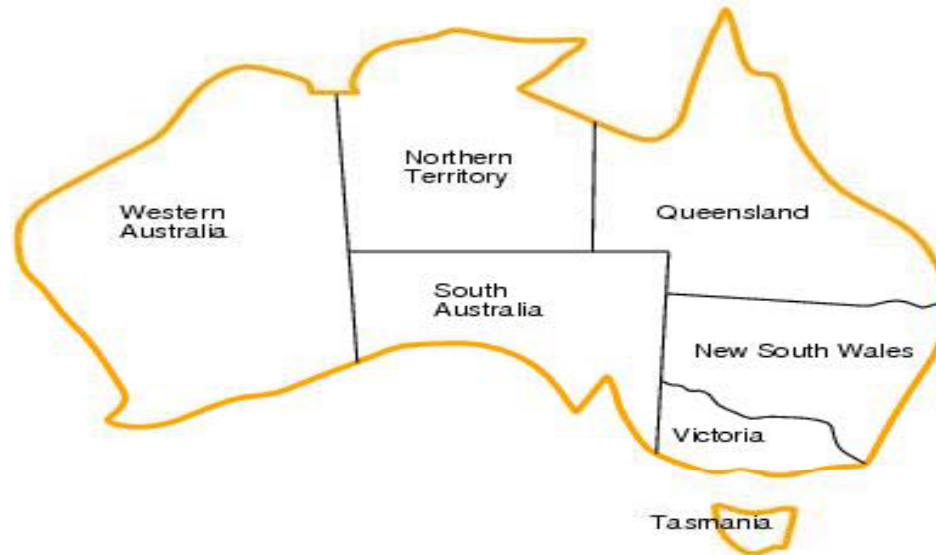 Northern
Territory
Western
Australia
Queensland
South
Australia
New South Wales
Victoria
Tasmania